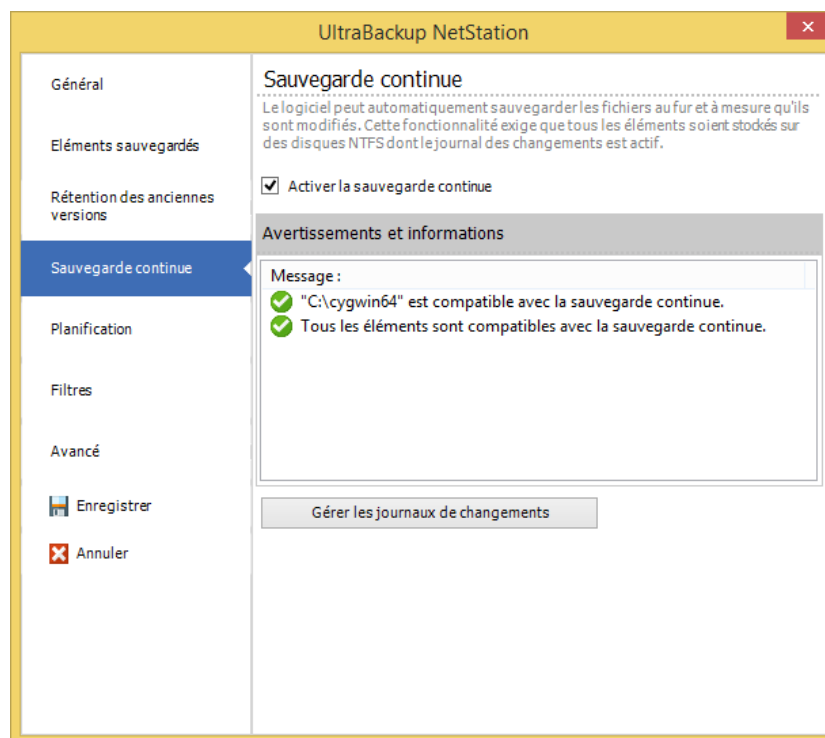 UltraBackup NetStation
Général
Eléments sauvegardés
Rétention des anciennes
versions
Sauvegarde continue
Planification
Filtres
Avancé
Enregistrer
Annuler
Sauvegarde continue
Le logiciel peut automatiquement sauvegarder les fichiers au fur et à mesure qu'ils
sont modifiés. Cette fonctionnalité exige que tous les éléments soient stockés sur
des disques NTFS dont le journal des changements est actif.
Activer la sauvegarde continue
Avertissements et informations
Message :
"C:\cygwin64" est compatible avec la sauvegarde continue.
Tous les éléments sont compatibles avec la sauvegarde continue.
Gérer les journaux de changements